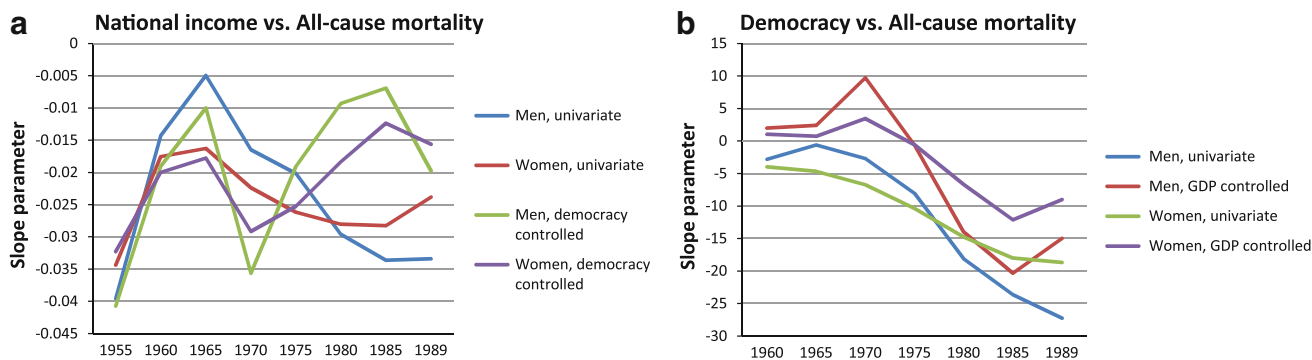 a National income vs. All-cause mortality
0
-0.005
-0.01
-0.015
-0.02
-0.025
-0.03
-0.035
-0.04
-0.045
Slope parameter
1955 1960 1965 1970 1975 1980 1985 1989
Men, univariate
Women, univariate
Men, democracy
controlled
Women, democracy
controlled
b Democracy vs. All-cause mortality
15
10
5
0
-5
-10
-15
-20
-25
-30
Slope parameter
1960 1965 1970 1975 1980 1985 1989
Men, univariate
Men, GDP controlled
Women, univariate
Women, GDP controlled